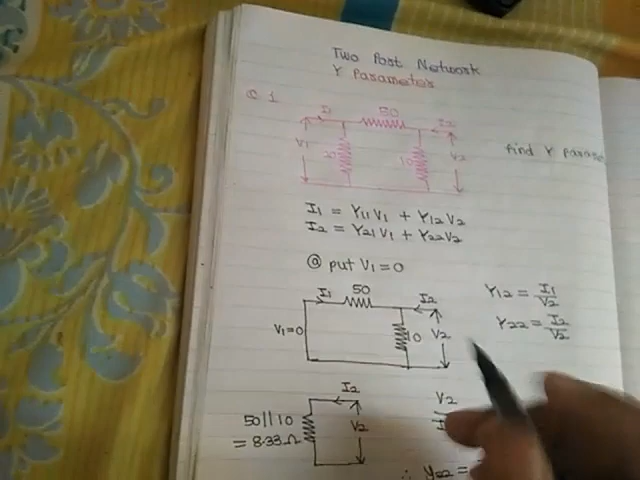 Two Port Network
Y Parameter
Q 1
I1 50 I2
V1 20 10 V2
find Y parame
I1 = Y11 V1 + Y12 V2
I2 = Y21 V1 + Y22 V2
@ put V1 = 0
I1 50 I2
V1 = 0 10 V2
Y12 = I1/V2
Y22 = I2/V2
I2
50 || 10
= 8.33 Ω
V2
V2
∴ Y22 =